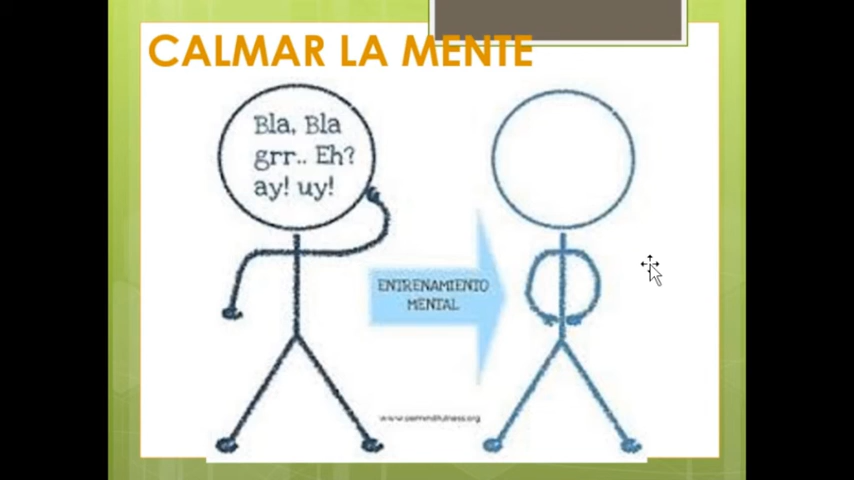 CALMAR LA MENTE
Bla, Bla
grr.. Eh?
ay! uy!
ENTRENAMIENTO
MENTAL